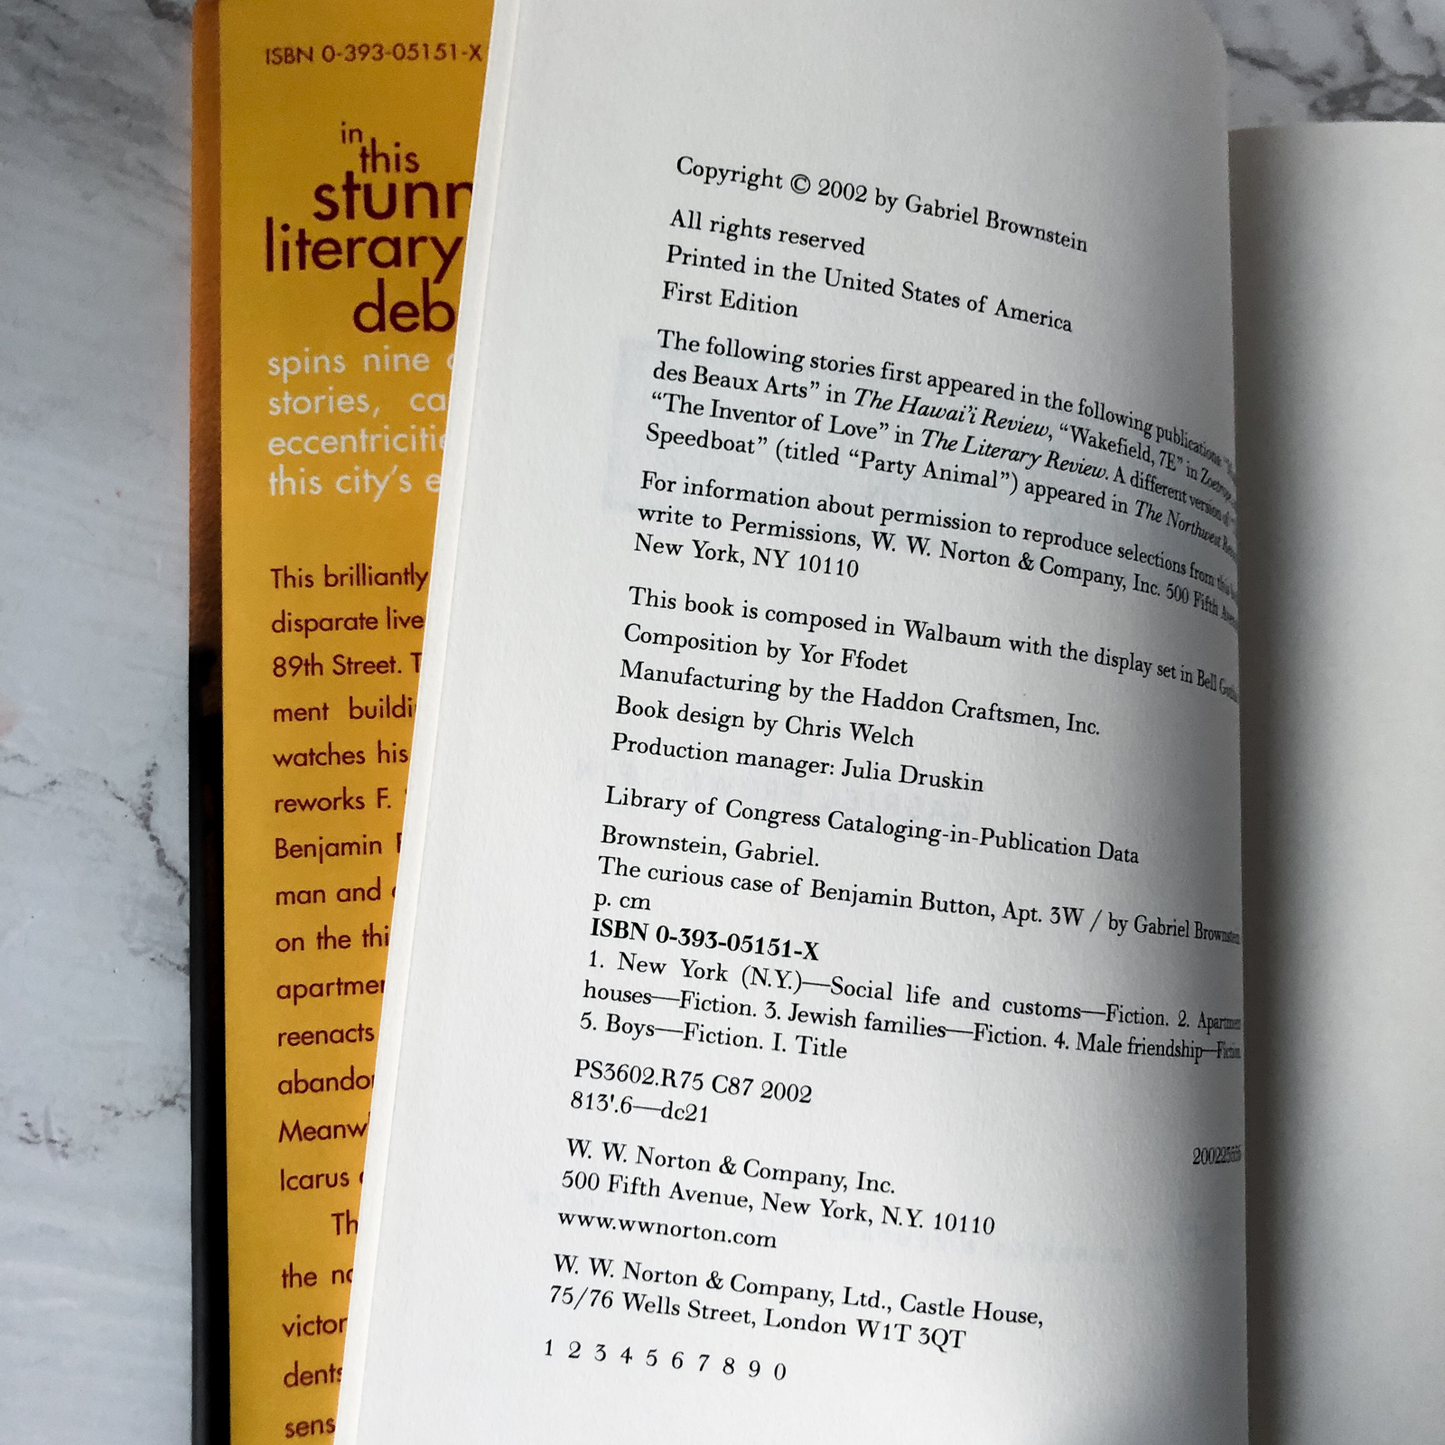 ISBN 0-393-05151-X
in
this
stunn
literary
deb
spins nine
stories, ca
eccentricitie
this city's e
This brilliantly
disparate live
89th Street. T
ment buildi
watches his
reworks F.
Benjamin
man and
on the thi
apartmen
reenacts
abando
Meanw
Icarus
Th
the no
victor
dents
sens
Copyright © 2002 by Gabriel Brownstein
All rights reserved
Printed in the United States of America
First Edition
The following stories first appeared in the following publications:
des Beaux Arts” in The Hawai'i Review, “Wakefield, 7E” in Zoetrope
“The Inventor of Love” in The Literary Review. A different version of
Speedboat” (titled “Party Animal”) appeared in The Northwest
For information about permission to reproduce selections from this
write to Permissions, W. W. Norton & Company, Inc. 500 Fifth
New York, NY 10110
This book is composed in Walbaum with the display set in Bell
Composition by Yor Ffodet
Manufacturing by the Haddon Craftsmen, Inc.
Book design by Chris Welch
Production manager: Julia Druskin
Library of Congress Cataloging-in-Publication Data
Brownstein, Gabriel.
The curious case of Benjamin Button, Apt. 3W / by Gabriel Brownstein
p. cm
ISBN 0-393-05151-X
1. New York (N.Y.)—Social life and customs—Fiction. 2. Apartment
houses—Fiction. 3. Jewish families—Fiction. 4. Male friendship—Fiction.
5. Boys—Fiction. I. Title
PS3602.R75 C87 2002
813'.6—dc21
W. W. Norton & Company, Inc.
500 Fifth Avenue, New York, N.Y. 10110
www.wwnorton.com
W. W. Norton & Company, Ltd., Castle House,
75/76 Wells Street, London W1T 3QT
1 2 3 4 5 6 7 8 9 0